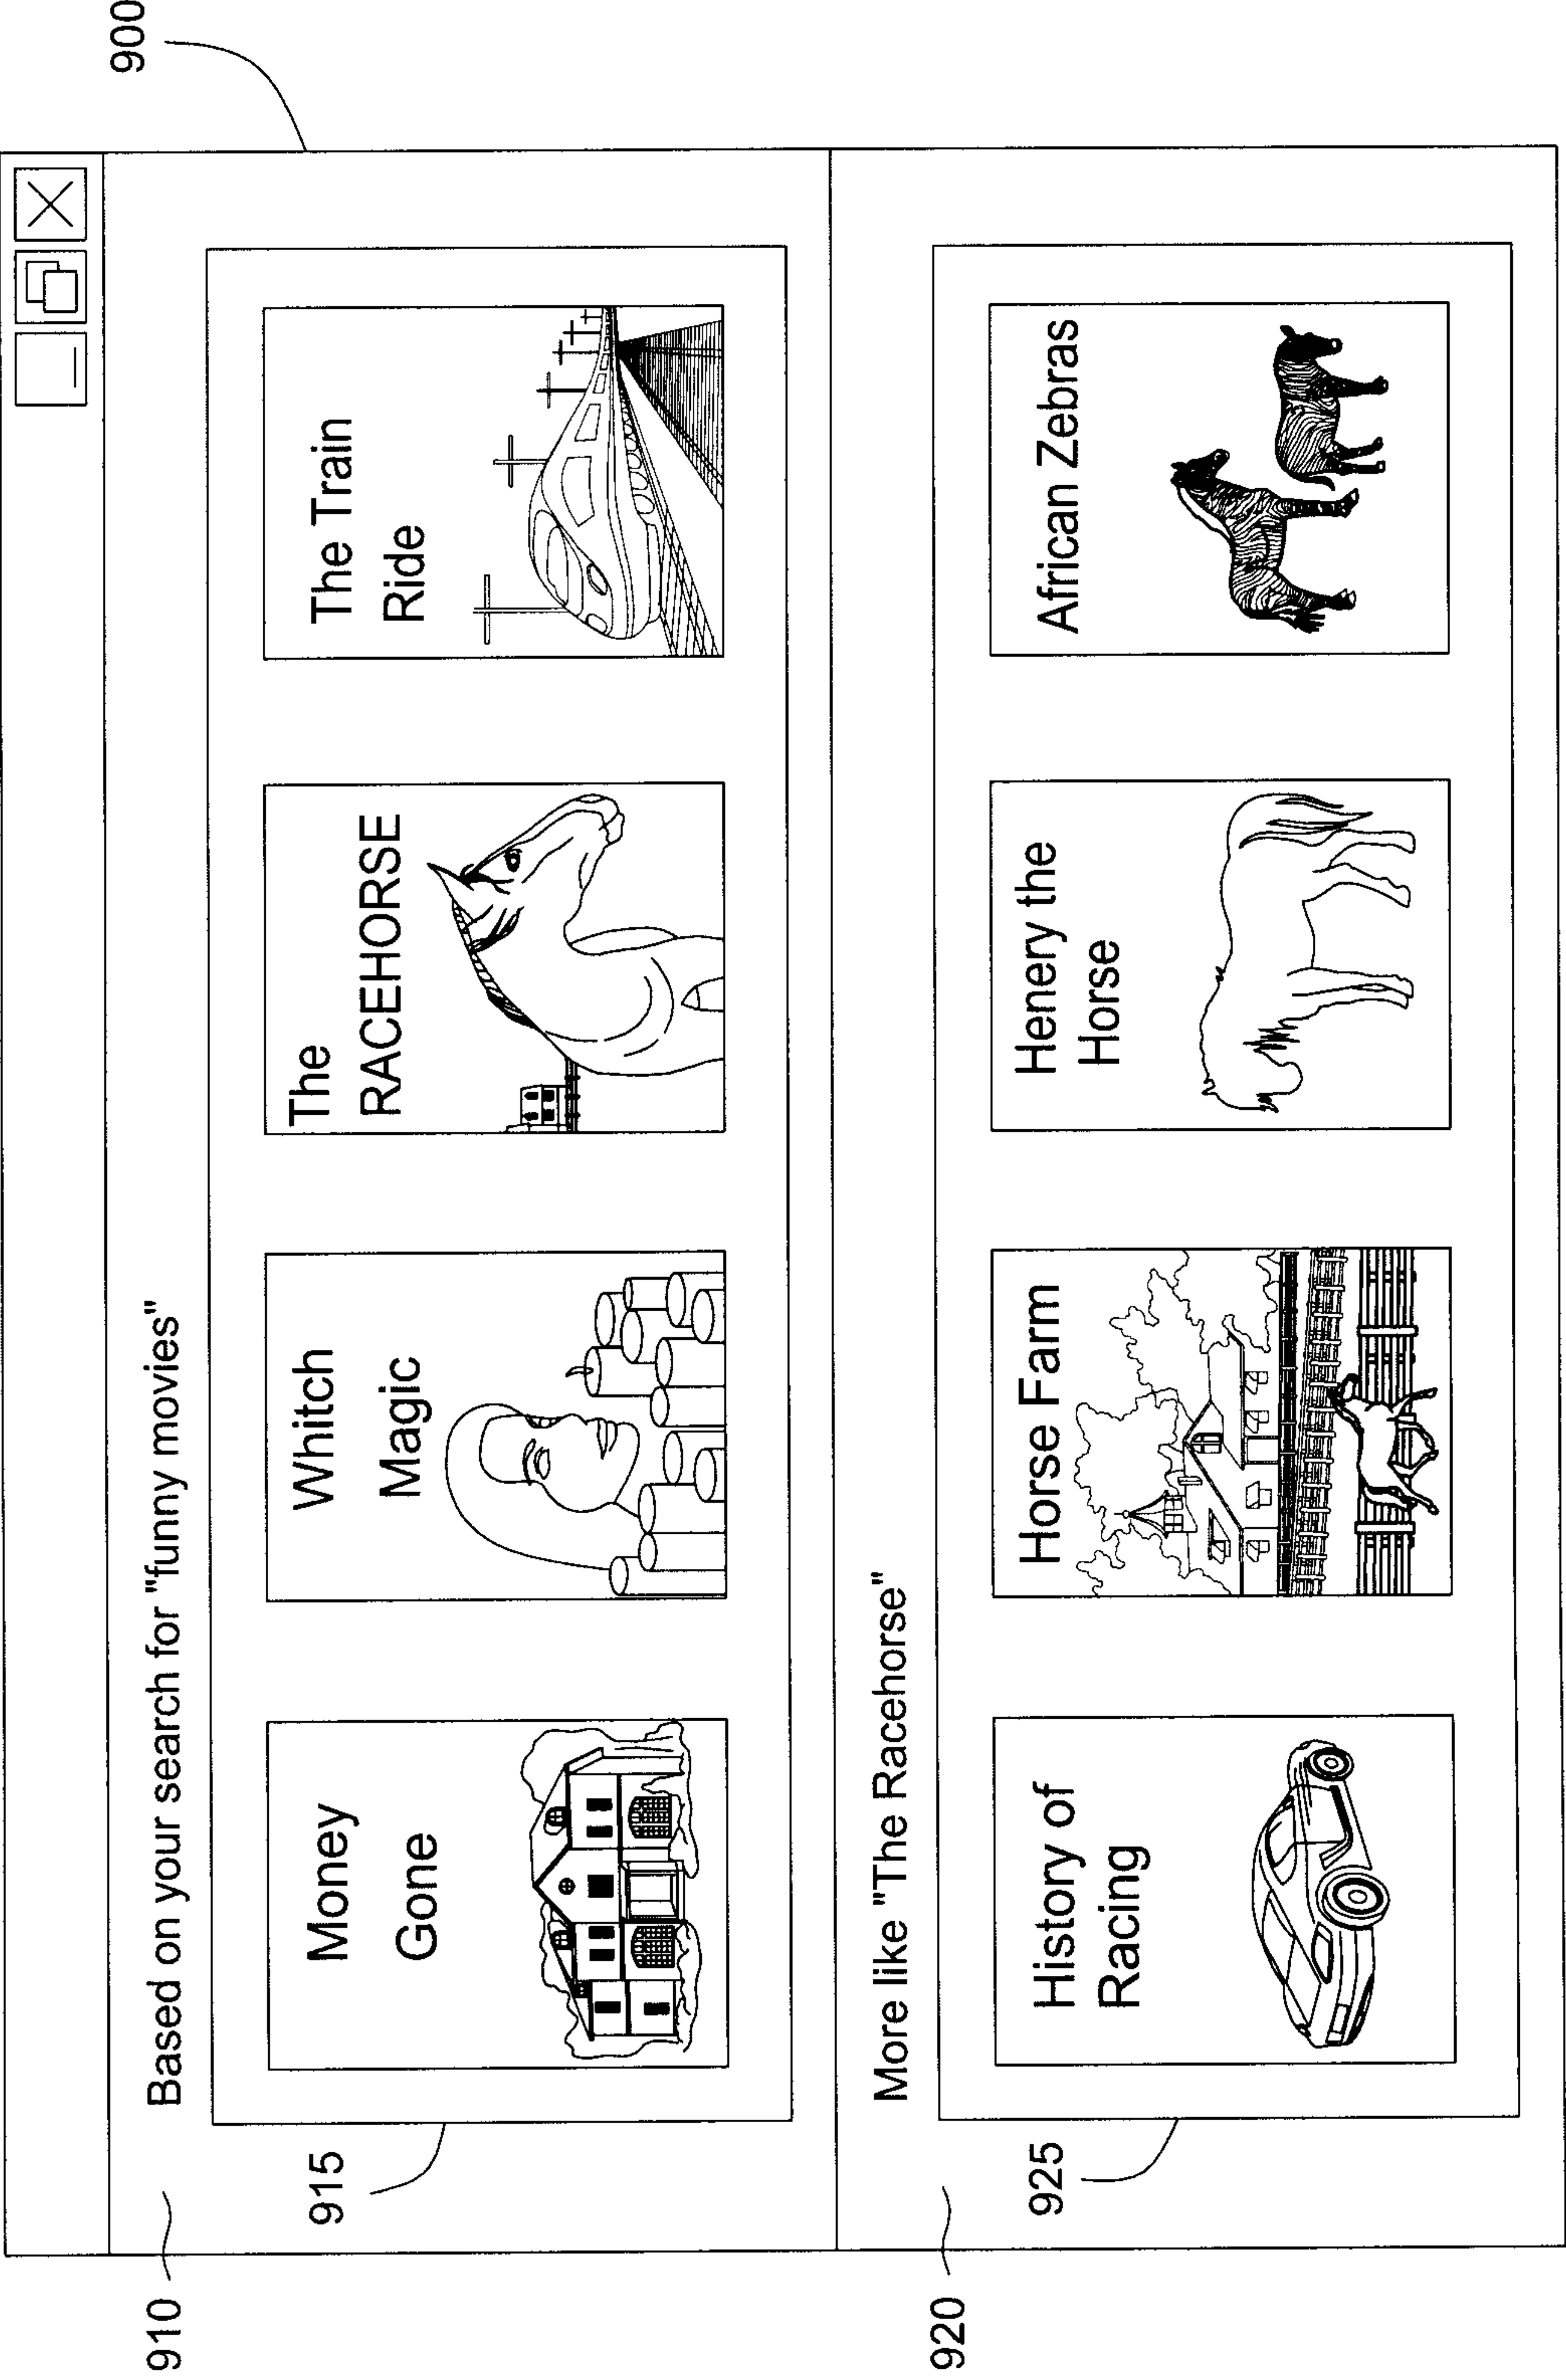 900
910
Based on your search for "funny movies"
915
Money
Gone
Whitch
Magic
The
RACEHORSE
The Train
Ride
920
More like "The Racehorse"
925
History of
Racing
Horse Farm
Henery the
Horse
African Zebras